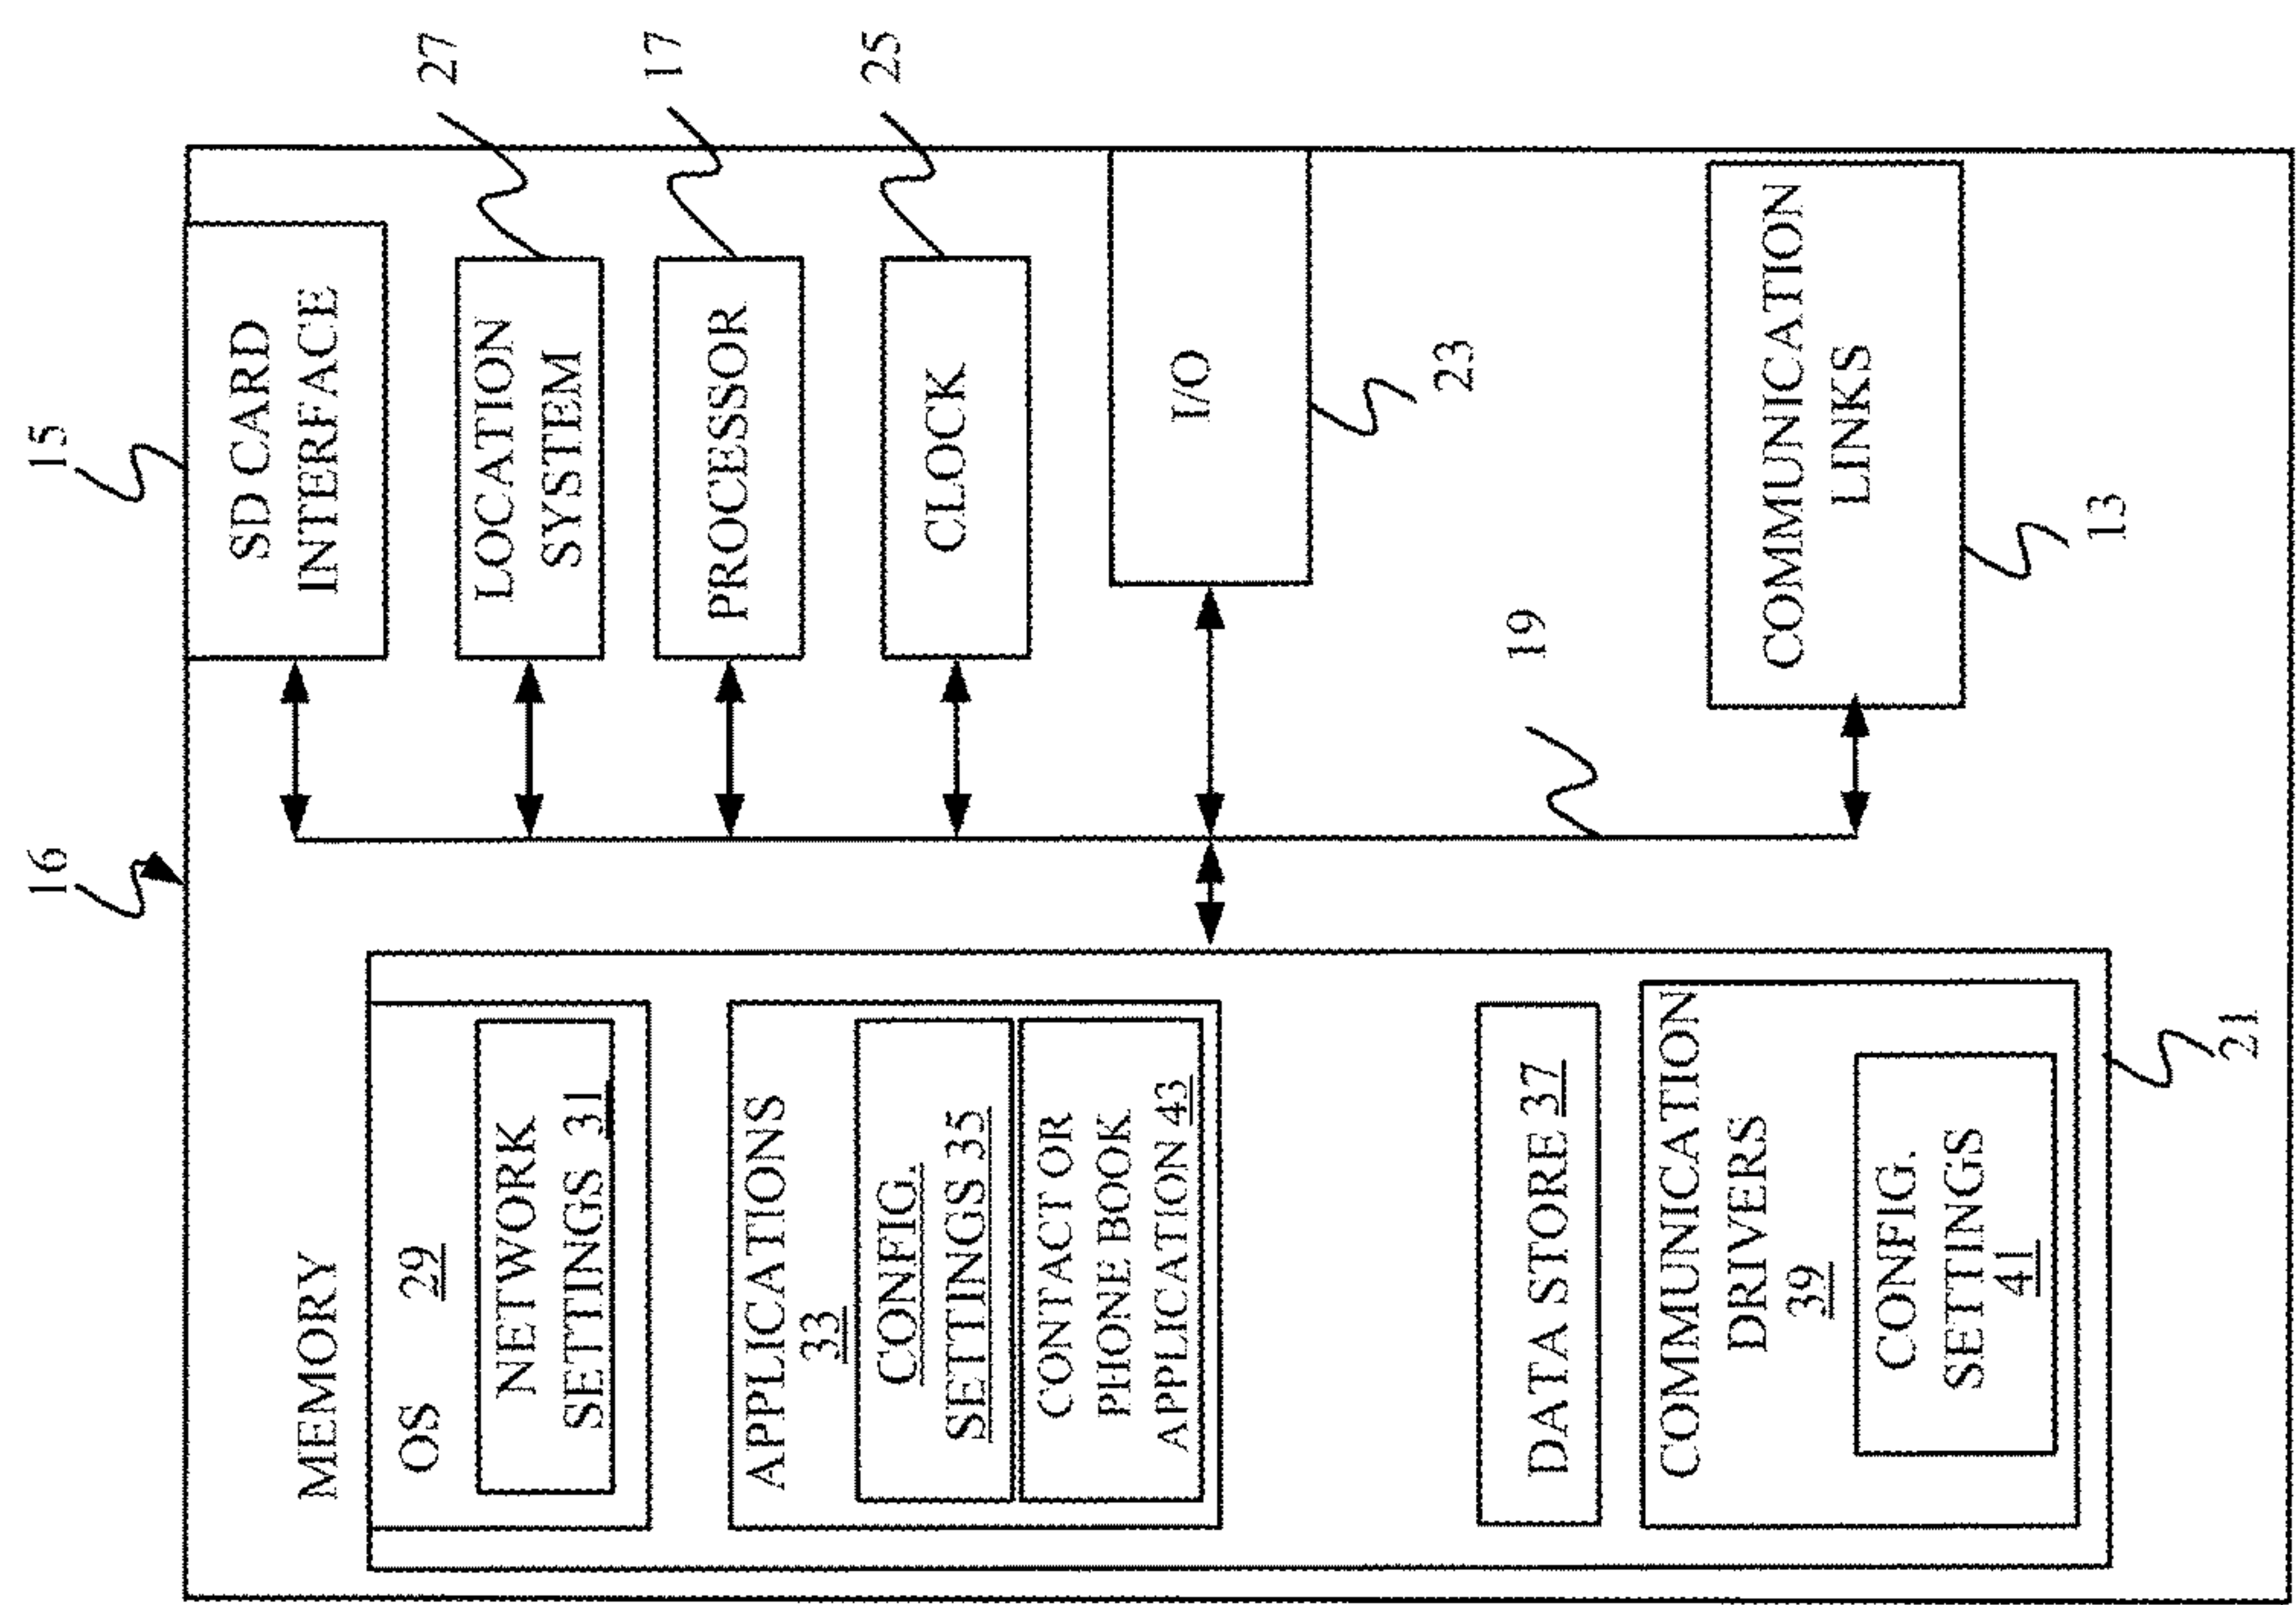 16
15
MEMORY
OS 29
NETWORK
SETTINGS 31
APPLICATIONS
33
CONFIG.
SETTINGS 35
CONTACT OR
PHONE BOOK
APPLICATION 43
DATA STORE 37
COMMUNICATION
DRIVERS
39
CONFIG.
SETTINGS
41
21
SD CARD
INTERFACE
LOCATION
SYSTEM
27
PROCESSOR
17
CLOCK
25
I/O
23
19
COMMUNICATION
LINKS
13